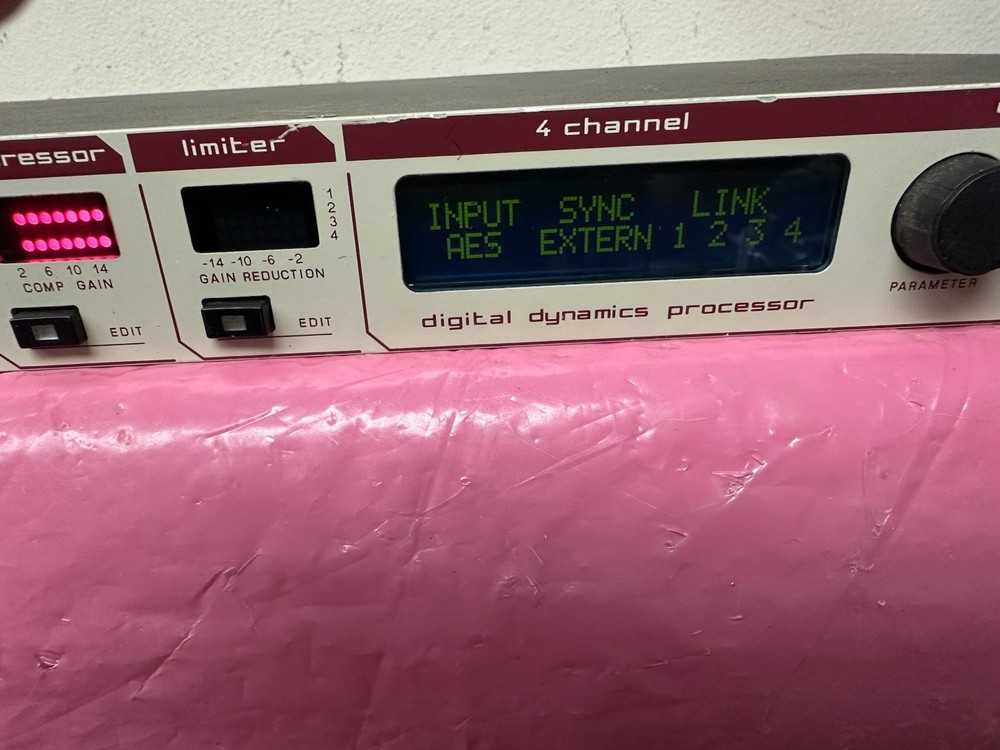 ressor
2 6 10 14
COMP GAIN
EDIT
limiter
1
2
3
4
-14 -10 -6 -2
GAIN REDUCTION
EDIT
4 channel
INPUT SYNC LINK
AES EXTERN 1 2 3 4
digital dynamics processor
PARAMETER